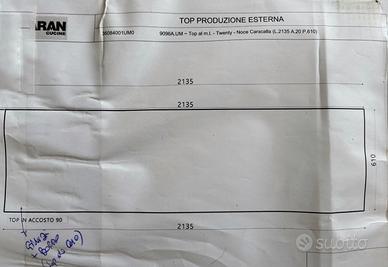 TOP PRODUZIONE ESTERNA
ARAN
CUCINE
36084001UM0 9096A.UM – Top al m.l. - Twenty - Noce Caracalla (L.2135 A.20 P.610)
2135
2135
610
TOP IN ACCOSTO 90
2135
subito